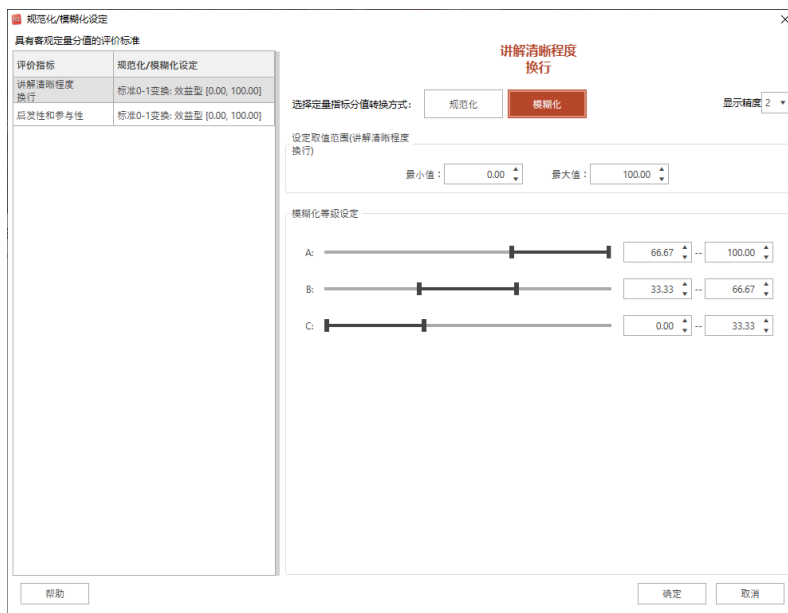 规范化/模糊化设定
具有客观定量分值的评价标准
评价指标 规范化/模糊化设定
讲解清晰程度
换行 标准0-1变换: 效益型 [0.00, 100.00]
启发性和参与性 标准0-1变换: 效益型 [0.00, 100.00]
讲解清晰程度
换行
选择定量指标分值转换方式: 规范化 模糊化 显示精度 2
设定取值范围(讲解清晰程度
换行)
最小值: 0.00 最大值: 100.00
模糊化等级设定
A: 66.67 -- 100.00
B: 33.33 -- 66.67
C: 0.00 -- 33.33
帮助 确定 取消